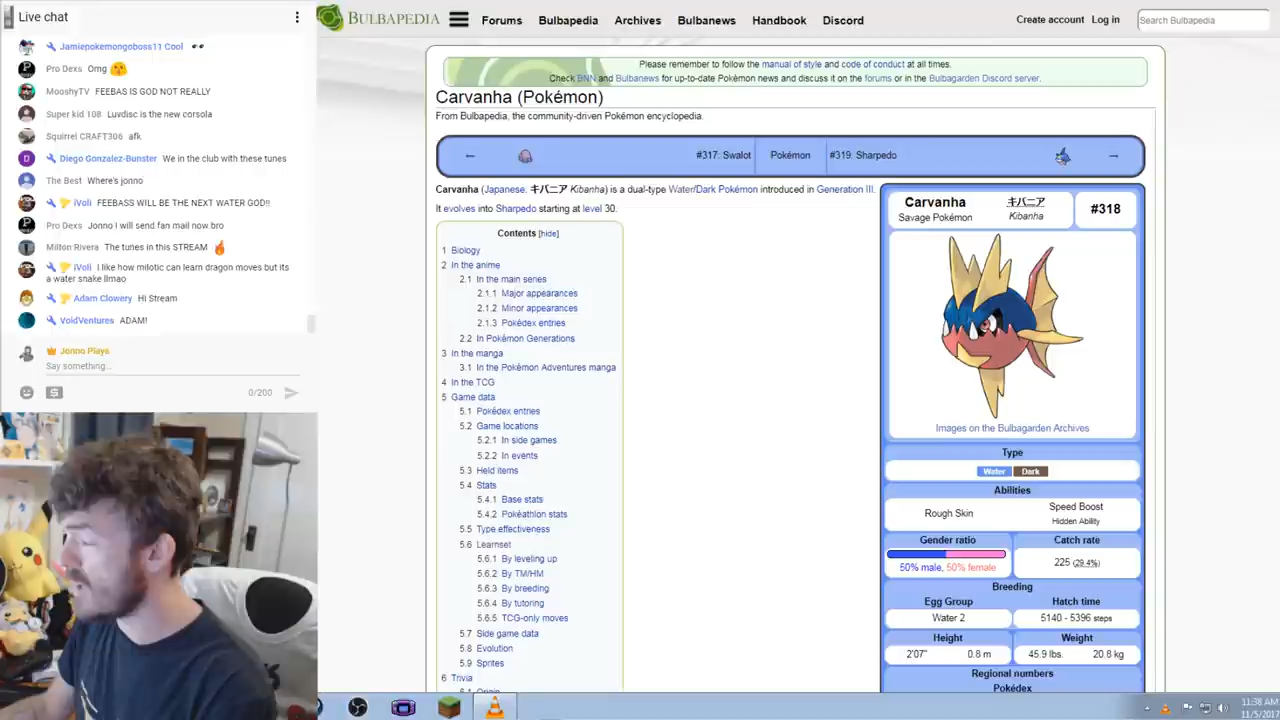 Live chat
Jamiepokemongoboss11 Cool
Pro Dexs Omg
MooshyTV FEEBAS IS GOD NOT REALLY
Super kid 108 Luvdisc is the new corsola
Squirrel CRAFT306 afk
D Diego Gonzalez-Bunster We in the club with these tunes
The Best Where's jonno
iVoli FEEBASS WILL BE THE NEXT WATER GOD!!
Pro Dexs Jonno I will send fan mail now bro
Milton Rivera The tunes in this STREAM
iVoli I like how milotic can learn dragon moves but its
a water snake llmao
Adam Clowery Hi Stream
VoidVentures ADAM!
Jonno Plays
Say something...
0/200
BULBAPEDIA
Forums Bulbapedia Archives Bulbanews Handbook Discord
Create account Log in
Search Bulbapedia
Please remember to follow the manual of style and code of conduct at all times.
Check BNN and Bulbanews for up-to-date Pokémon news and discuss it on the forums or in the Bulbagarden Discord server.
Carvanha (Pokémon)
From Bulbapedia, the community-driven Pokémon encyclopedia.
← #317: Swalot Pokémon #319: Sharpedo →
Carvanha (Japanese: キバニア Kibanha) is a dual-type Water/Dark Pokémon introduced in Generation III.
It evolves into Sharpedo starting at level 30.
Contents [hide]
1 Biology
2 In the anime
2.1 In the main series
2.1.1 Major appearances
2.1.2 Minor appearances
2.1.3 Pokédex entries
2.2 In Pokémon Generations
3 In the manga
3.1 In the Pokémon Adventures manga
4 In the TCG
5 Game data
5.1 Pokédex entries
5.2 Game locations
5.2.1 In side games
5.2.2 In events
5.3 Held items
5.4 Stats
5.4.1 Base stats
5.4.2 Pokéathlon stats
5.5 Type effectiveness
5.6 Learnset
5.6.1 By leveling up
5.6.2 By TM/HM
5.6.3 By breeding
5.6.4 By tutoring
5.6.5 TCG-only moves
5.7 Side game data
5.8 Evolution
5.9 Sprites
6 Trivia
6.1 Origin
Carvanha
Savage Pokémon
キバニア
Kibanha
#318
Images on the Bulbagarden Archives
Type
Water Dark
Abilities
Rough Skin
Speed Boost
Hidden Ability
Gender ratio
50% male, 50% female
Catch rate
225 (29.4%)
Breeding
Egg Group
Water 2
Hatch time
5140 - 5396 steps
Height
2'07" 0.8 m
Weight
45.9 lbs. 20.8 kg
Regional numbers
Pokédex
11:38 AM
11/5/2017